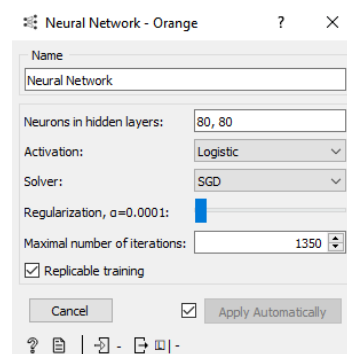 Neural Network - Orange ?
Name
Neural Network
Neurons in hidden layers: 80, 80
Activation: Logistic
Solver: SGD
Regularization, α=0.0001:
Maximal number of iterations: 1350
Replicable training
Cancel Apply Automatically
? - -